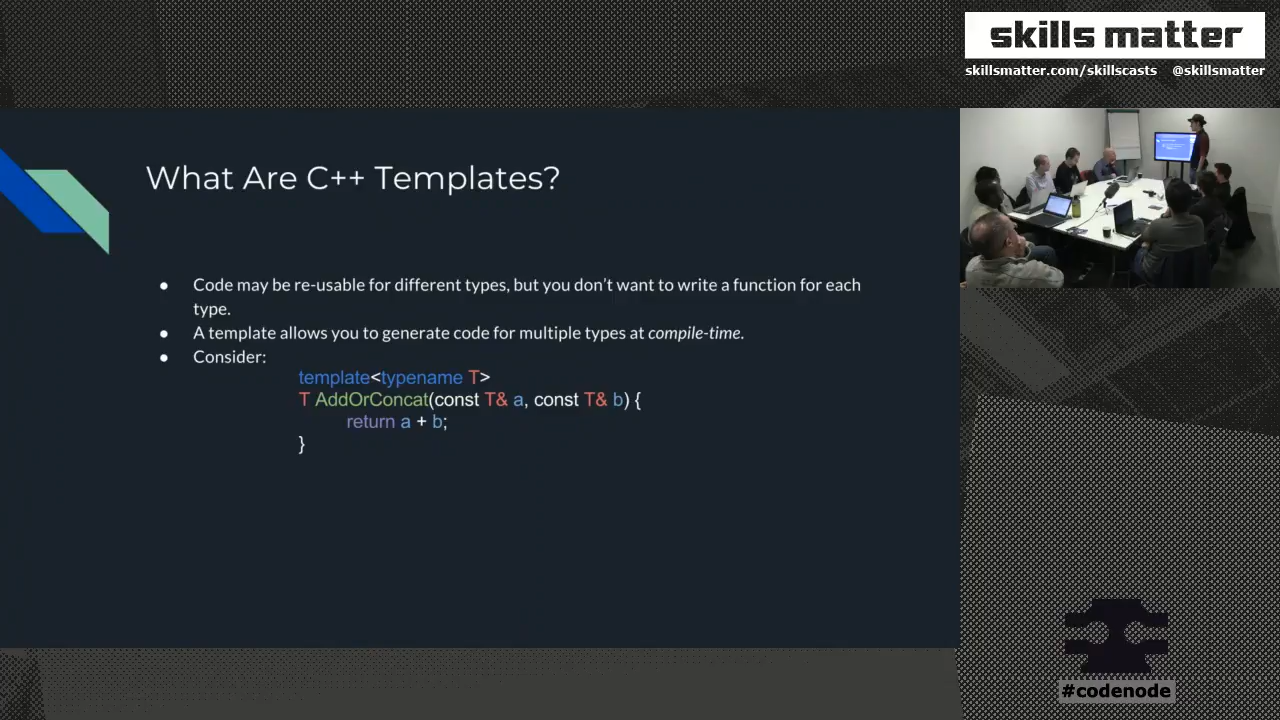 skills matter
skillsmatter.com/skillscasts @skillsmatter
What Are C++ Templates?
● Code may be re-usable for different types, but you don’t want to write a function for each
type.
● A template allows you to generate code for multiple types at compile-time.
● Consider:
template<typename T>
T AddOrConcat(const T& a, const T& b) {
return a + b;
}
#codenode